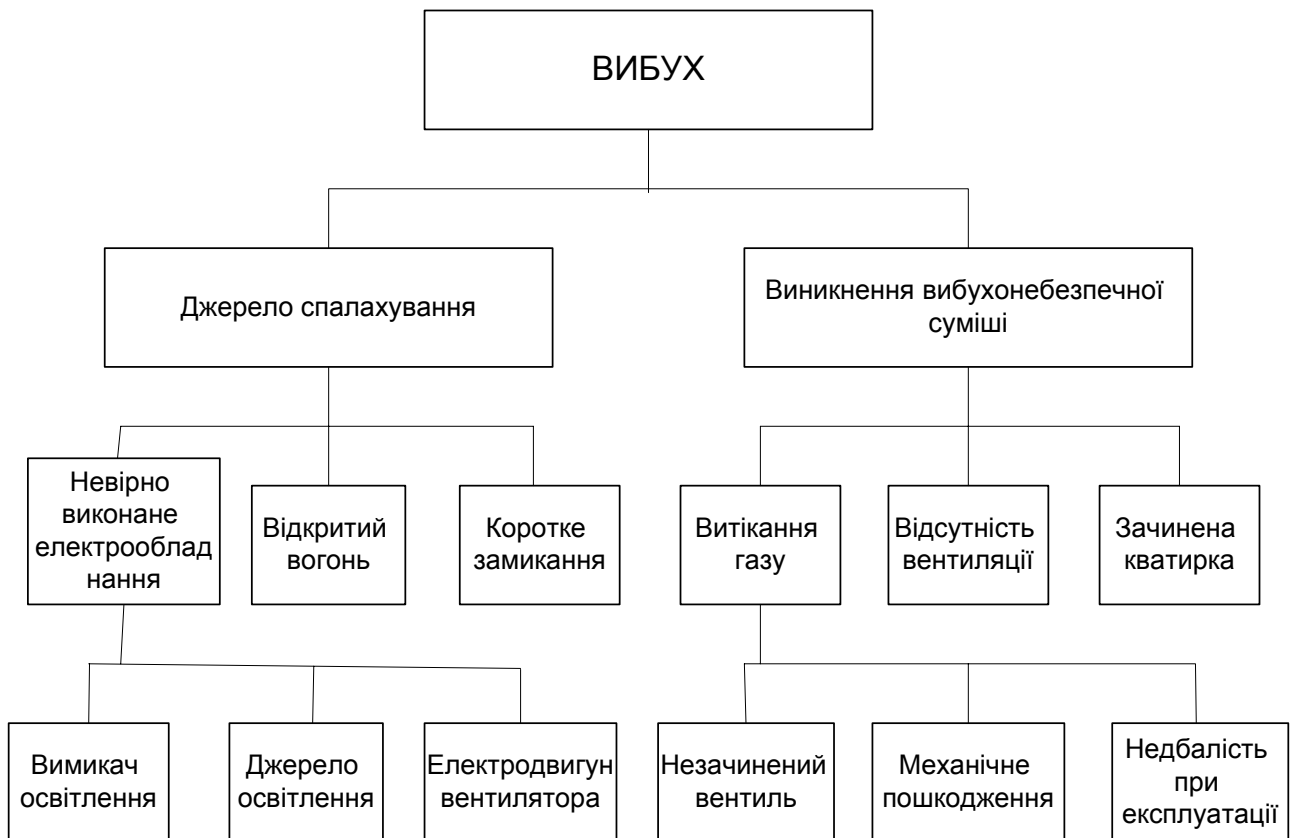 ВИБУХ
Джерело спалахування
Виникнення вибухонебезпечної
суміші
Невірно
виконане
електрооблад
нання
Відкритий
вогонь
Коротке
замикання
Витікання
газу
Відсутність
вентиляції
Зачинена
кватирка
Вимикач
освітлення
Джерело
освітлення
Електродвигун
вентилятора
Незачинений
вентиль
Механічне
пошкодження
Недбалість
при
експлуатації